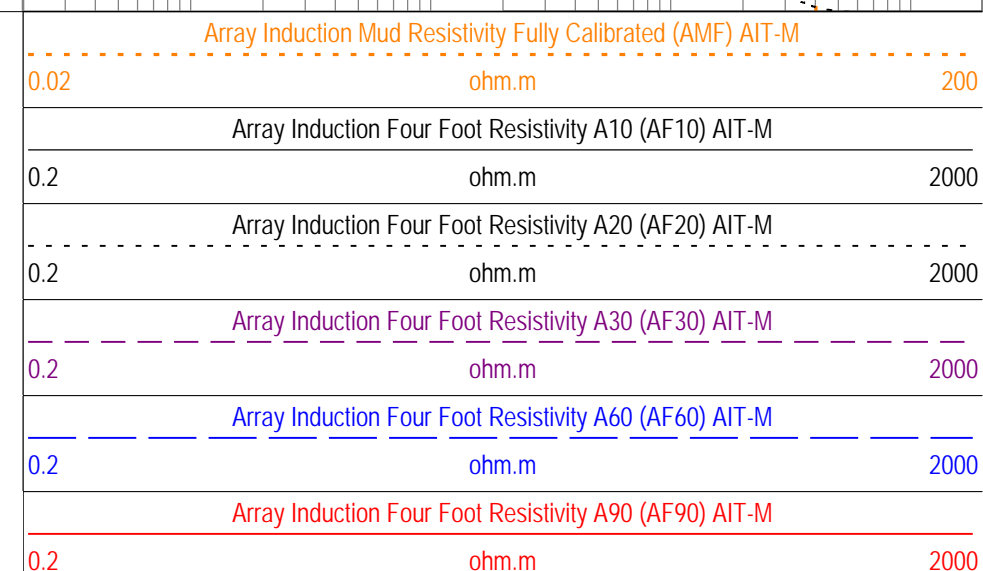 Array Induction Mud Resistivity Fully Calibrated (AMF) AIT-M
0.02 ohm.m 200
Array Induction Four Foot Resistivity A10 (AF10) AIT-M
0.2 ohm.m 2000
Array Induction Four Foot Resistivity A20 (AF20) AIT-M
0.2 ohm.m 2000
Array Induction Four Foot Resistivity A30 (AF30) AIT-M
0.2 ohm.m 2000
Array Induction Four Foot Resistivity A60 (AF60) AIT-M
0.2 ohm.m 2000
Array Induction Four Foot Resistivity A90 (AF90) AIT-M
0.2 ohm.m 2000